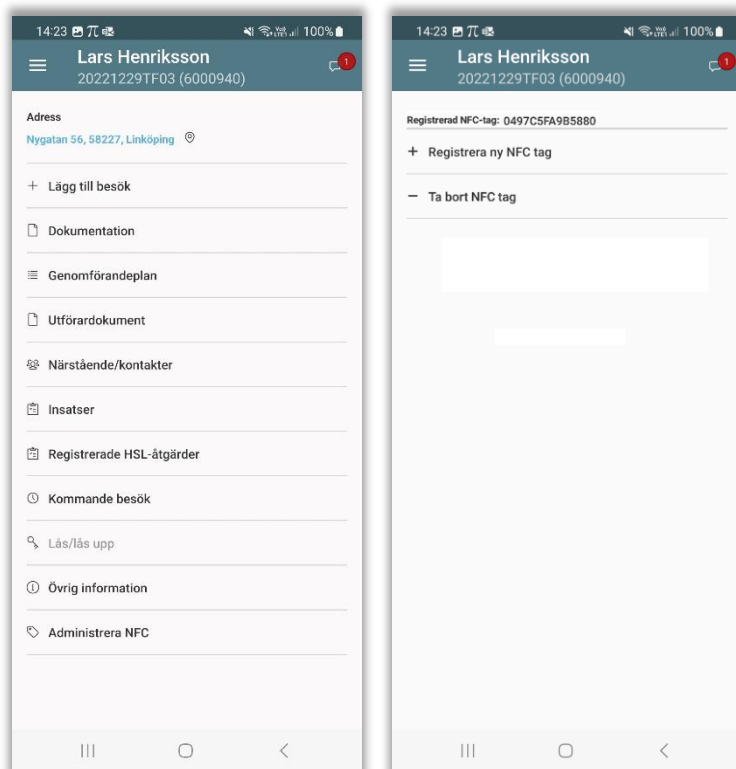 14:23 100%
Lars Henriksson
20221229TF03 (6000940)
1
Adress
Nygatan 56, 58227, Linköping
Lägg till besök
Dokumentation
Genomförandeplan
Utförardokument
Närstående/kontakter
Insatser
Registrerade HSL-åtgärder
Kommande besök
Lås/lås upp
Övrig information
Administrera NFC
14:23 100%
Lars Henriksson
20221229TF03 (6000940)
1
Registrerad NFC-tag: 0497C5FA9B5880
+ Registrera ny NFC tag
− Ta bort NFC tag